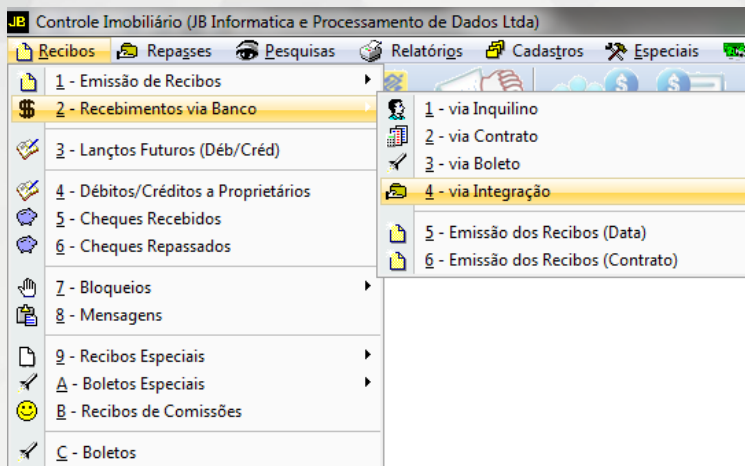 JB Controle Imobiliário (JB Informatica e Processamento de Dados Ltda)
Recibos Repasses Pesquisas Relatórios Cadastros Especiais
1 - Emissão de Recibos
2 - Recebimentos via Banco
3 - Lançtos Futuros (Déb/Créd)
4 - Débitos/Créditos a Proprietários
5 - Cheques Recebidos
6 - Cheques Repassados
7 - Bloqueios
8 - Mensagens
9 - Recibos Especiais
A - Boletos Especiais
B - Recibos de Comissões
C - Boletos
1 - via Inquilino
2 - via Contrato
3 - via Boleto
4 - via Integração
5 - Emissão dos Recibos (Data)
6 - Emissão dos Recibos (Contrato)